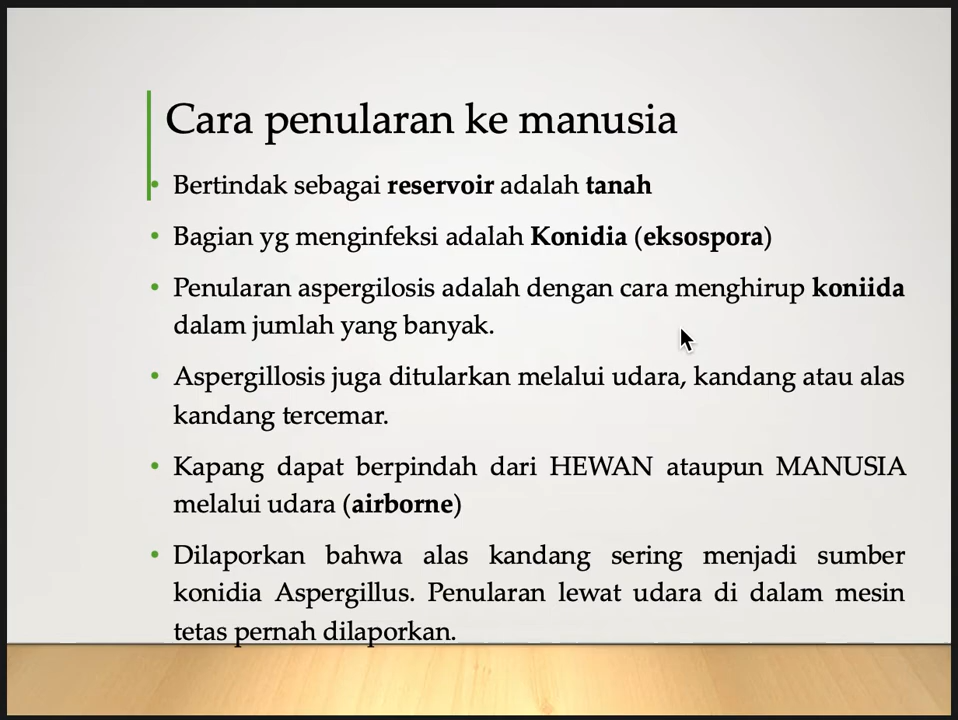 Cara penularan ke manusia
• Bertindak sebagai reservoir adalah tanah
• Bagian yg menginfeksi adalah Konidia (eksospora)
• Penularan aspergilosis adalah dengan cara menghirup koniida
dalam jumlah yang banyak.
• Aspergillosis juga ditularkan melalui udara, kandang atau alas
kandang tercemar.
• Kapang dapat berpindah dari HEWAN ataupun MANUSIA
melalui udara (airborne)
• Dilaporkan bahwa alas kandang sering menjadi sumber
konidia Aspergillus. Penularan lewat udara di dalam mesin
tetas pernah dilaporkan.